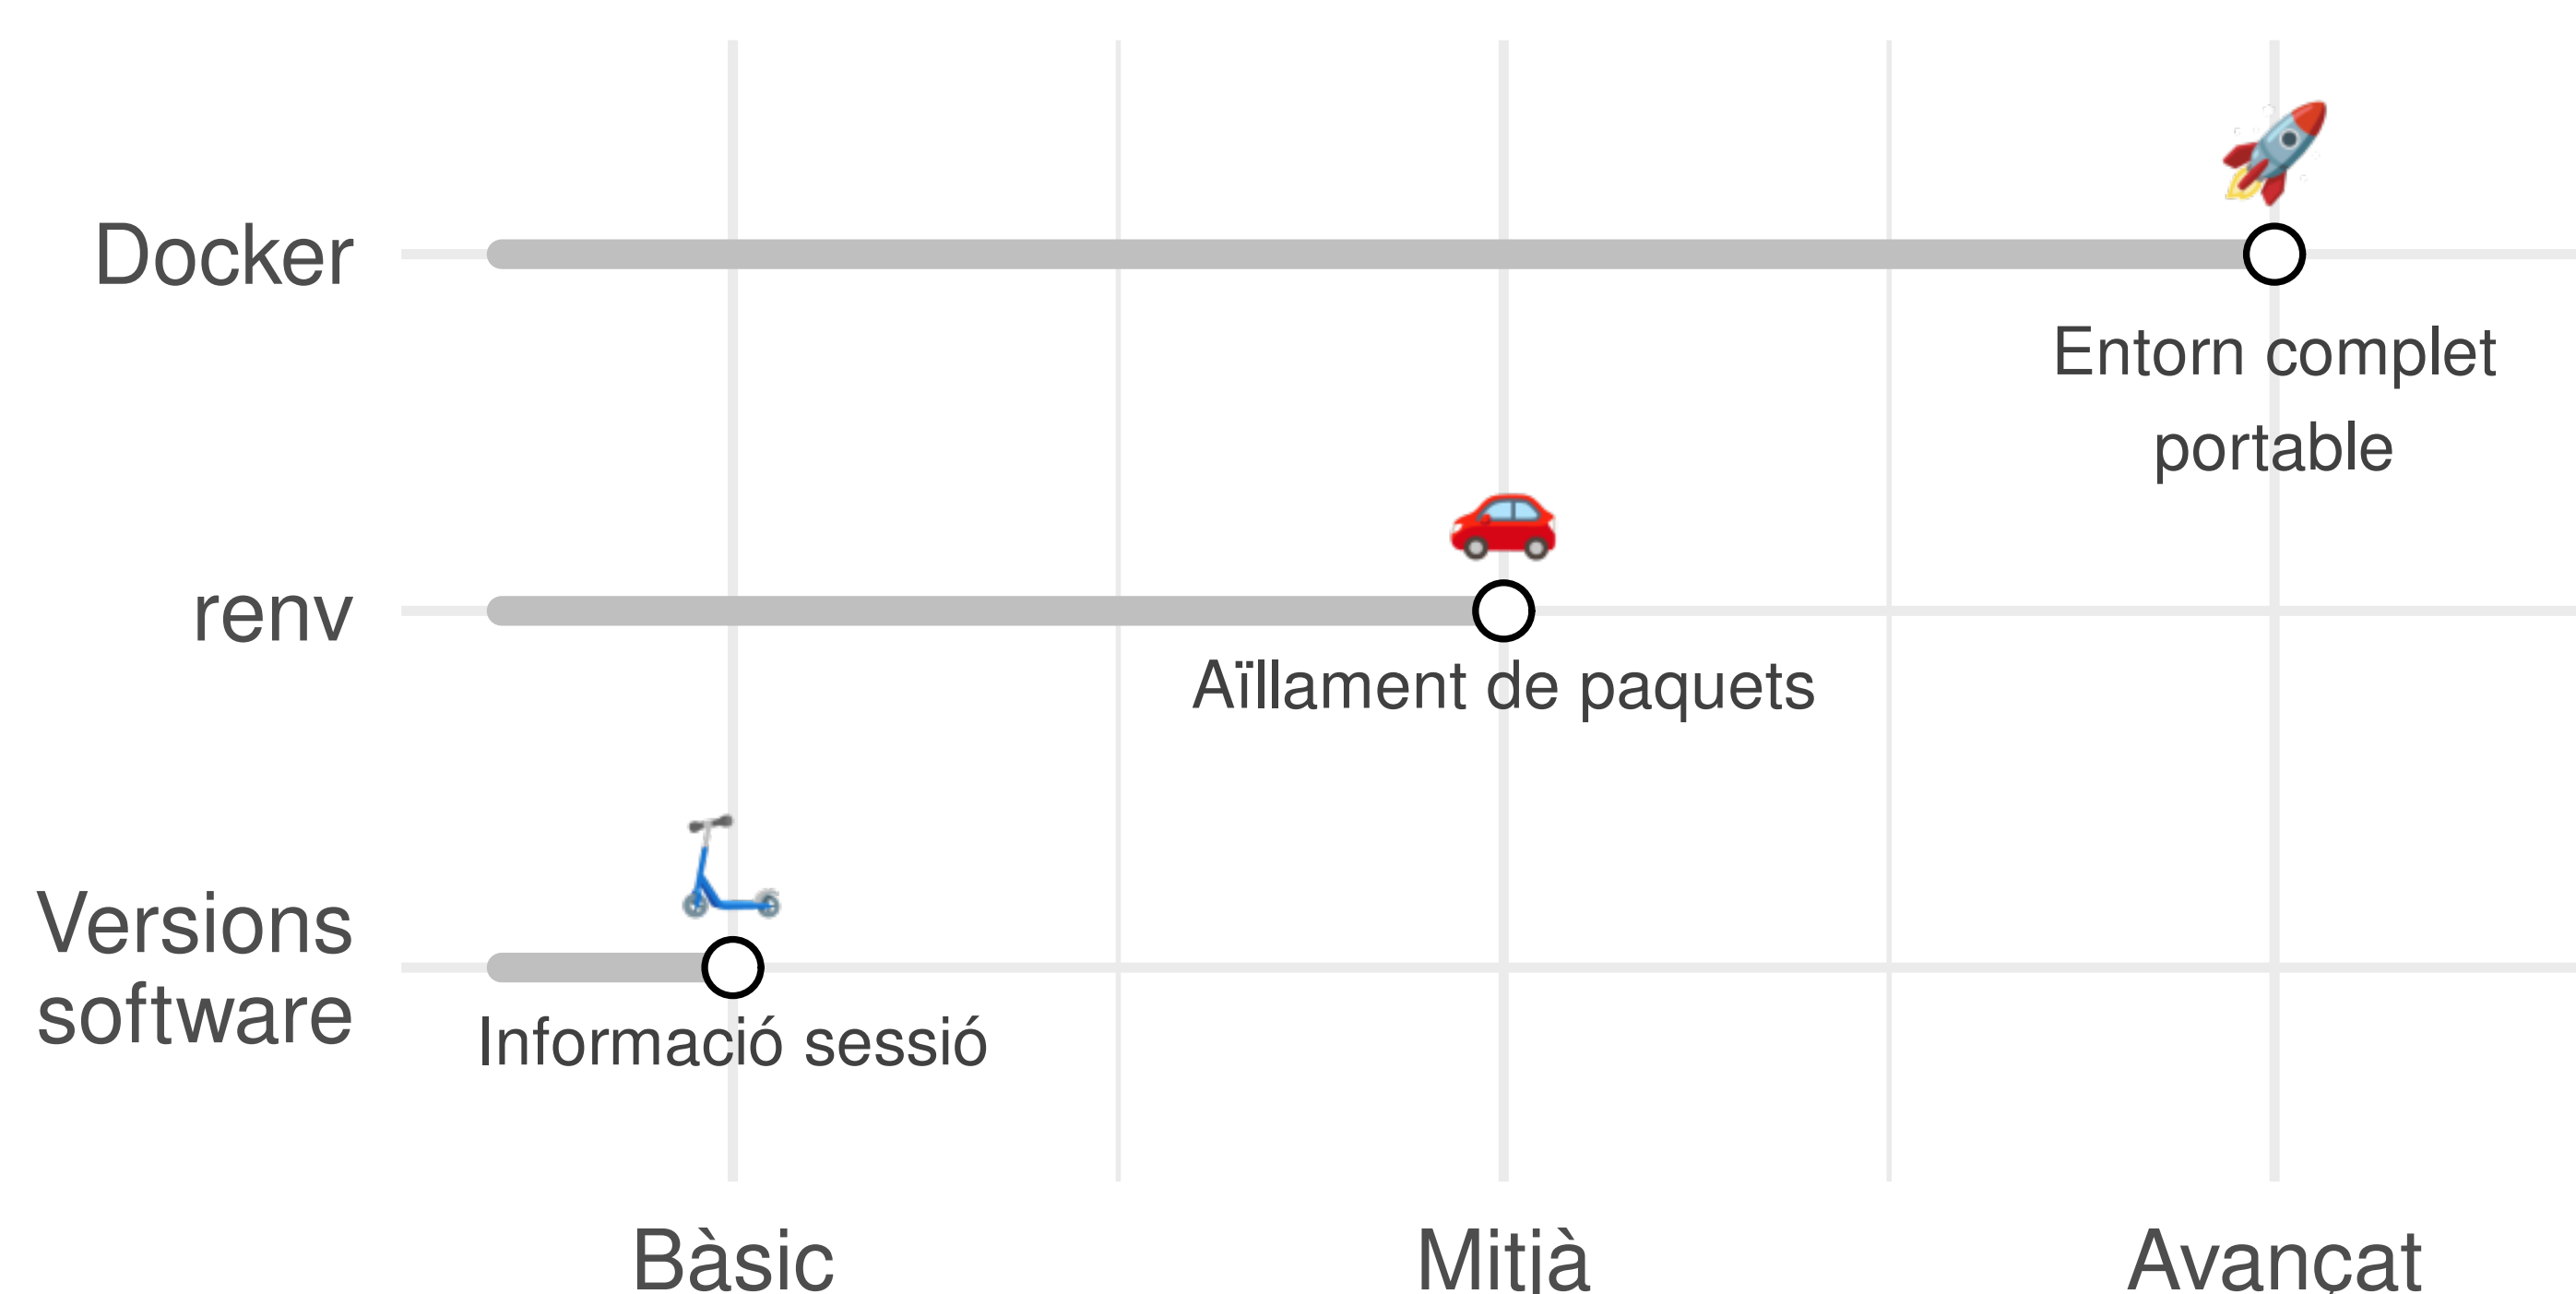 Docker
Entorn complet
portable
renv
Aïllament de paquets
Versions
software
Informació sessió
Bàsic
Mitjà
Avançat